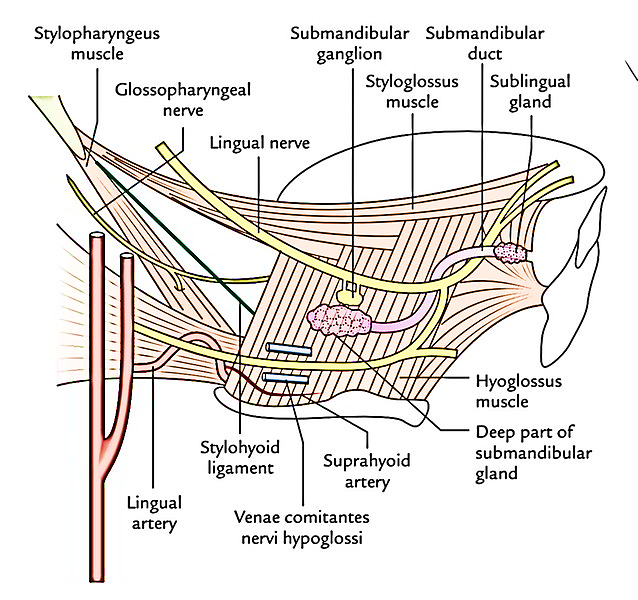 Stylopharyngeus
muscle
Glossopharyngeal
nerve
Lingual nerve
Submandibular
ganglion
Submandibular
duct
Styloglossus
muscle
Sublingual
gland
Hyoglossus
muscle
Deep part of
submandibular
gland
Stylohyoid
ligament
Suprahyoid
artery
Lingual
artery
Venae comitantes
nervi hypoglossi